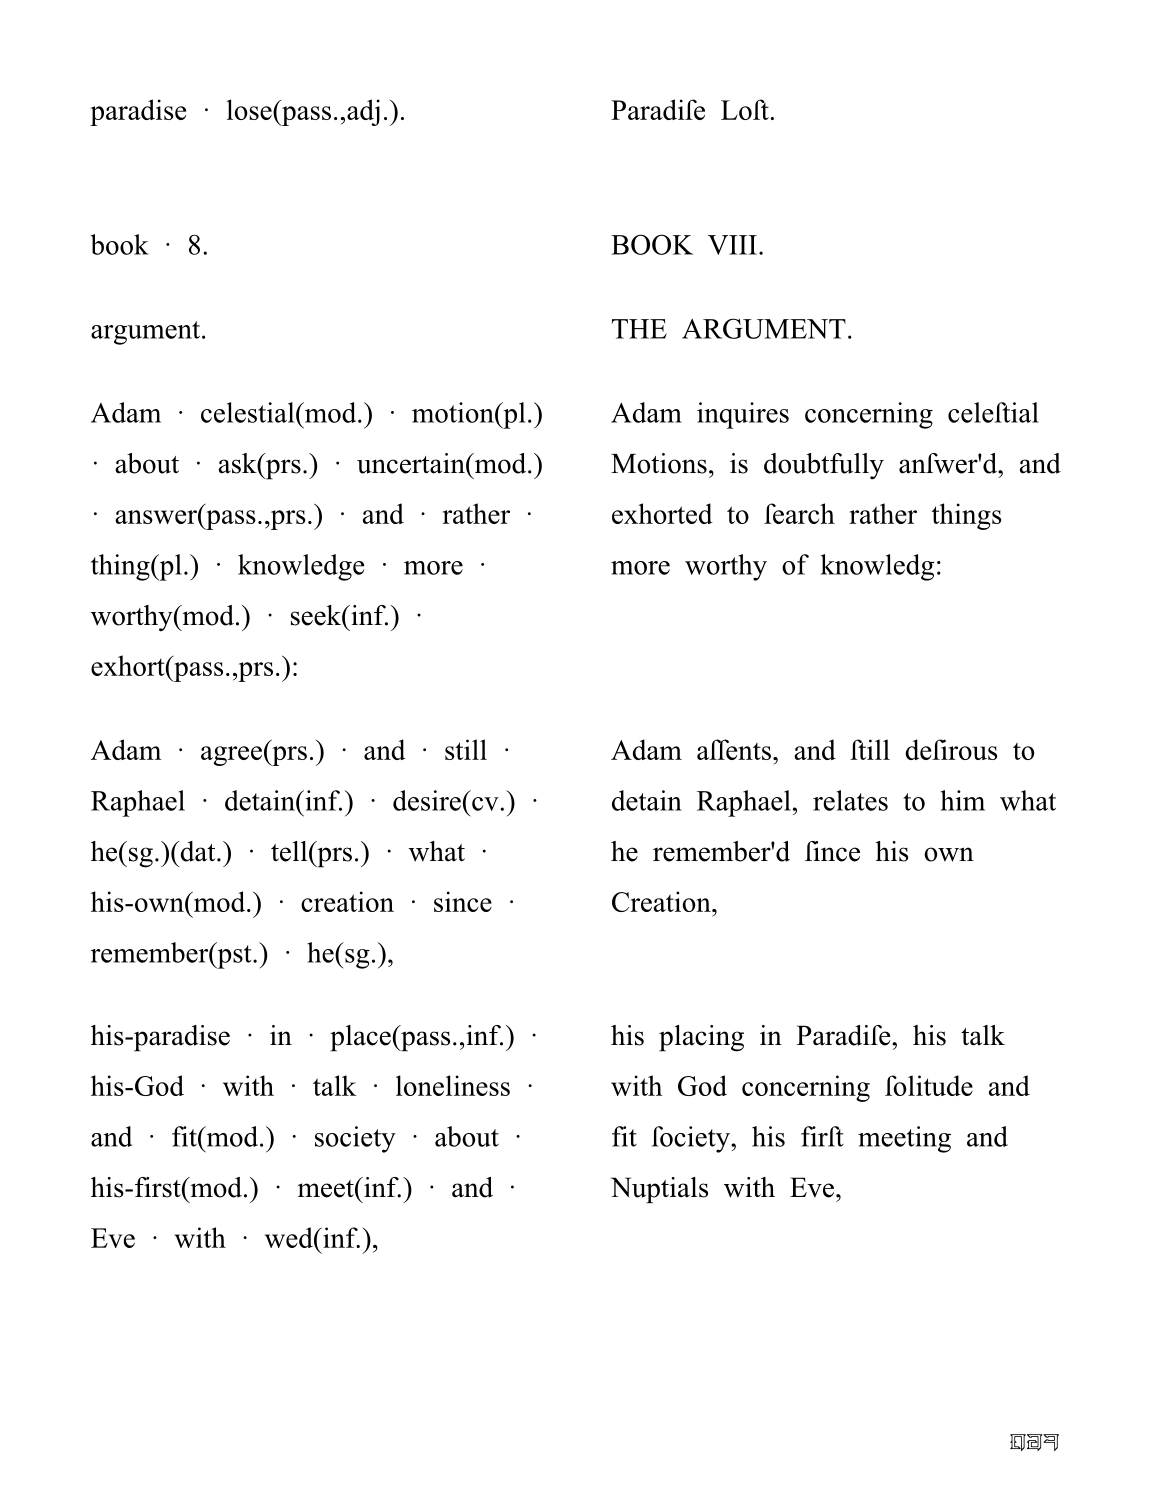 paradise · lose(pass.,adj.).
Paradiſe Loſt.
book · 8.
BOOK VIII.
argument.
THE ARGUMENT.
Adam · celestial(mod.) · motion(pl.)
· about · ask(prs.) · uncertain(mod.)
· answer(pass.,prs.) · and · rather ·
thing(pl.) · knowledge · more ·
worthy(mod.) · seek(inf.) ·
exhort(pass.,prs.):
Adam inquires concerning celeſtial
Motions, is doubtfully anſwer'd, and
exhorted to ſearch rather things
more worthy of knowledg:
Adam · agree(prs.) · and · still ·
Raphael · detain(inf.) · desire(cv.) ·
he(sg.)(dat.) · tell(prs.) · what ·
his-own(mod.) · creation · since ·
remember(pst.) · he(sg.),
Adam aſſents, and ſtill deſirous to
detain Raphael, relates to him what
he remember'd ſince his own
Creation,
his-paradise · in · place(pass.,inf.) ·
his-God · with · talk · loneliness ·
and · fit(mod.) · society · about ·
his-first(mod.) · meet(inf.) · and ·
Eve · with · wed(inf.),
his placing in Paradiſe, his talk
with God concerning ſolitude and
fit ſociety, his firſt meeting and
Nuptials with Eve,